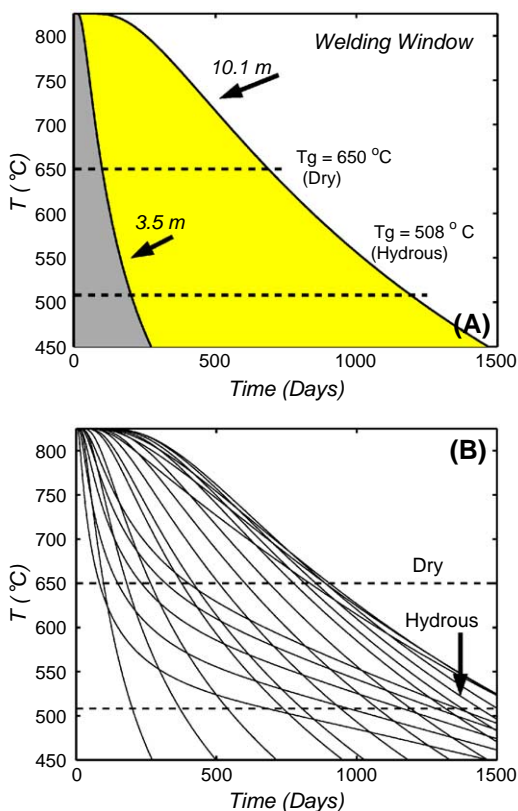 800
Welding Window
10.1 m
750
700
Tg = 650 °C
(Dry)
650
T (°C)
600
3.5 m
Tg = 508 ° C
(Hydrous)
550
500
(A)
450
0
500
1000
1500
Time (Days)
(B)
800
750
700
Dry
650
T (°C)
600
Hydrous
550
500
450
0
500
1000
1500
Time (Days)